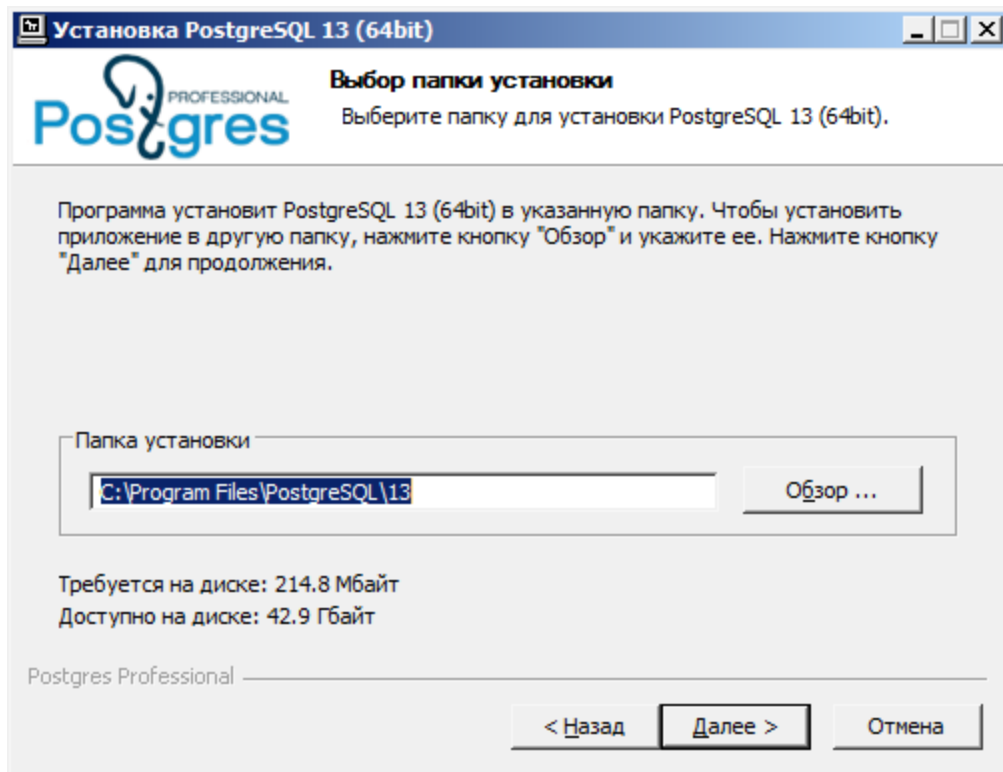 Установка PostgreSQL 13 (64bit)
PROFESSIONAL
Postgres
Выбор папки установки
Выберите папку для установки PostgreSQL 13 (64bit).
Программа установит PostgreSQL 13 (64bit) в указанную папку. Чтобы установить
приложение в другую папку, нажмите кнопку "Обзор" и укажите ее. Нажмите кнопку
"Далее" для продолжения.
Папка установки
C:\Program Files\PostgreSQL\13
Обзор ...
Требуется на диске: 214.8 Мбайт
Доступно на диске: 42.9 Гбайт
Postgres Professional
< Назад
Далее >
Отмена